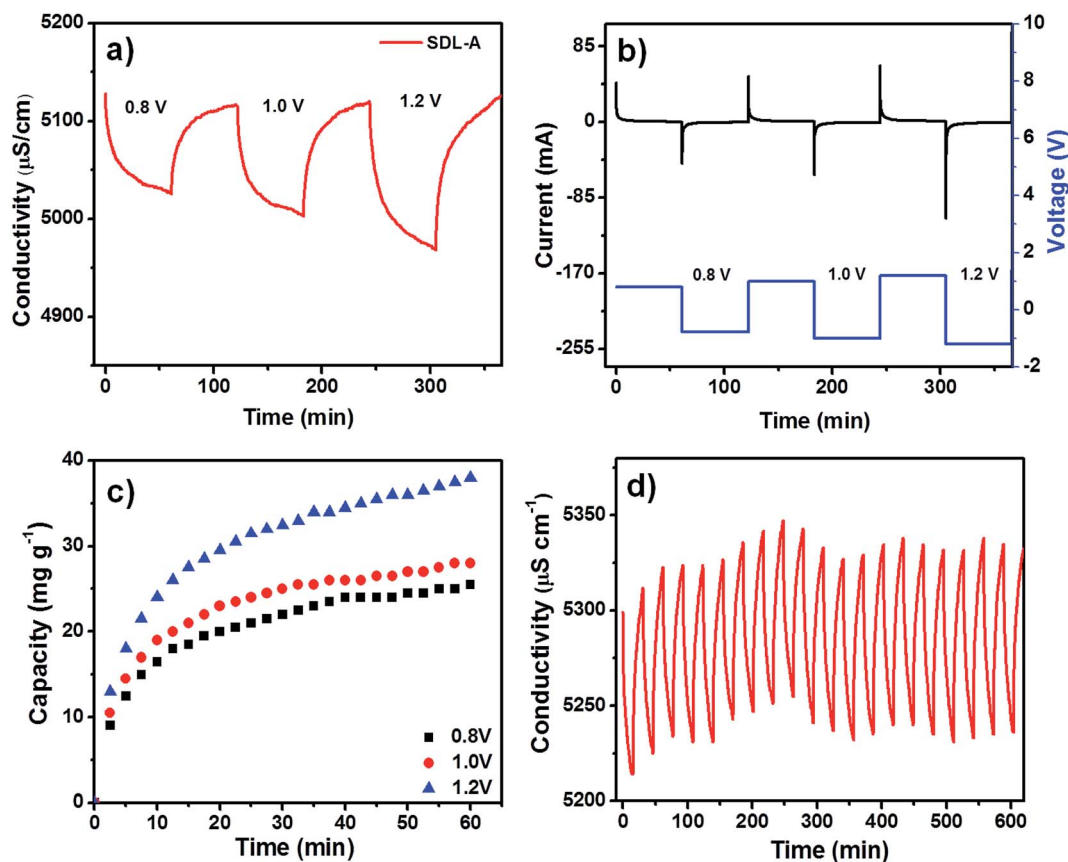 a)
SDL-A
0.8 V
1.0 V
1.2 V
5200
5100
5000
4900
Conductivity (µS/cm)
0
100
200
300
Time (min)
b)
85
0
-85
-170
-255
Current (mA)
10
8
6
4
2
0
-2
Voltage (V)
0.8 V
1.0 V
1.2 V
0
100
200
300
Time (min)
c)
40
30
20
10
0
Capacity (mg g⁻¹)
0.8V
1.0V
1.2V
0
10
20
30
40
50
60
Time (min)
d)
5350
5300
5250
5200
Conductivity (µS cm⁻¹)
0
100
200
300
400
500
600
Time (min)